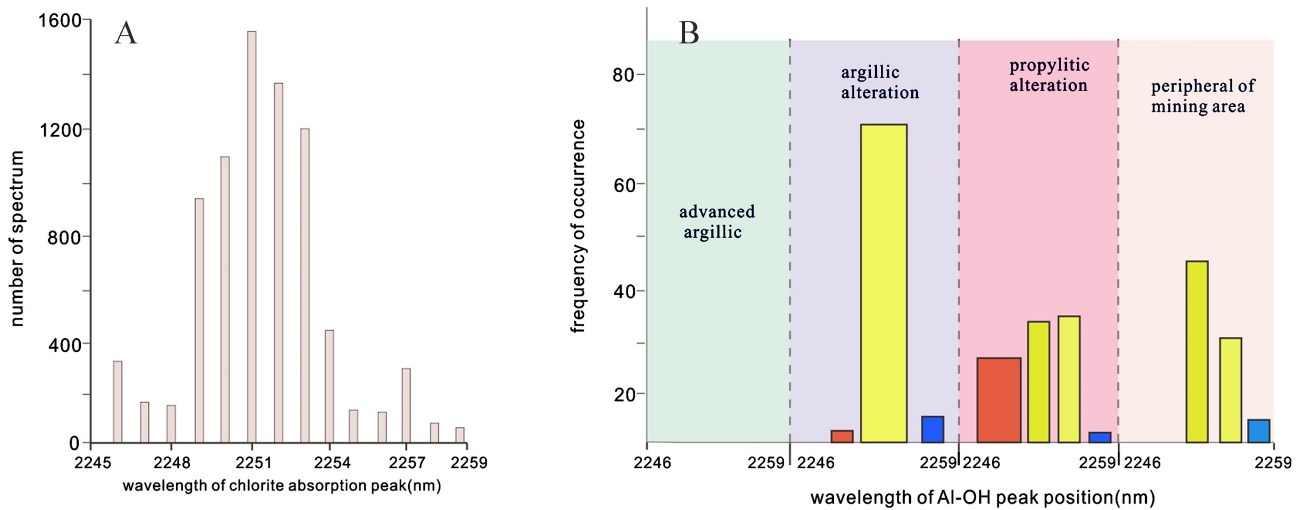 A
1600
1200
800
400
0
number of spectrum
2245
2248
2251
2254
2257
2259
wavelength of chlorite absorption peak(nm)
B
80
60
40
20
frequency of occurrence
advanced
argillic
argillic
alteration
propylitic
alteration
peripheral of
mining area
2246
2259
2246
2259
2246
2259
2246
2259
wavelength of Al-OH peak position(nm)